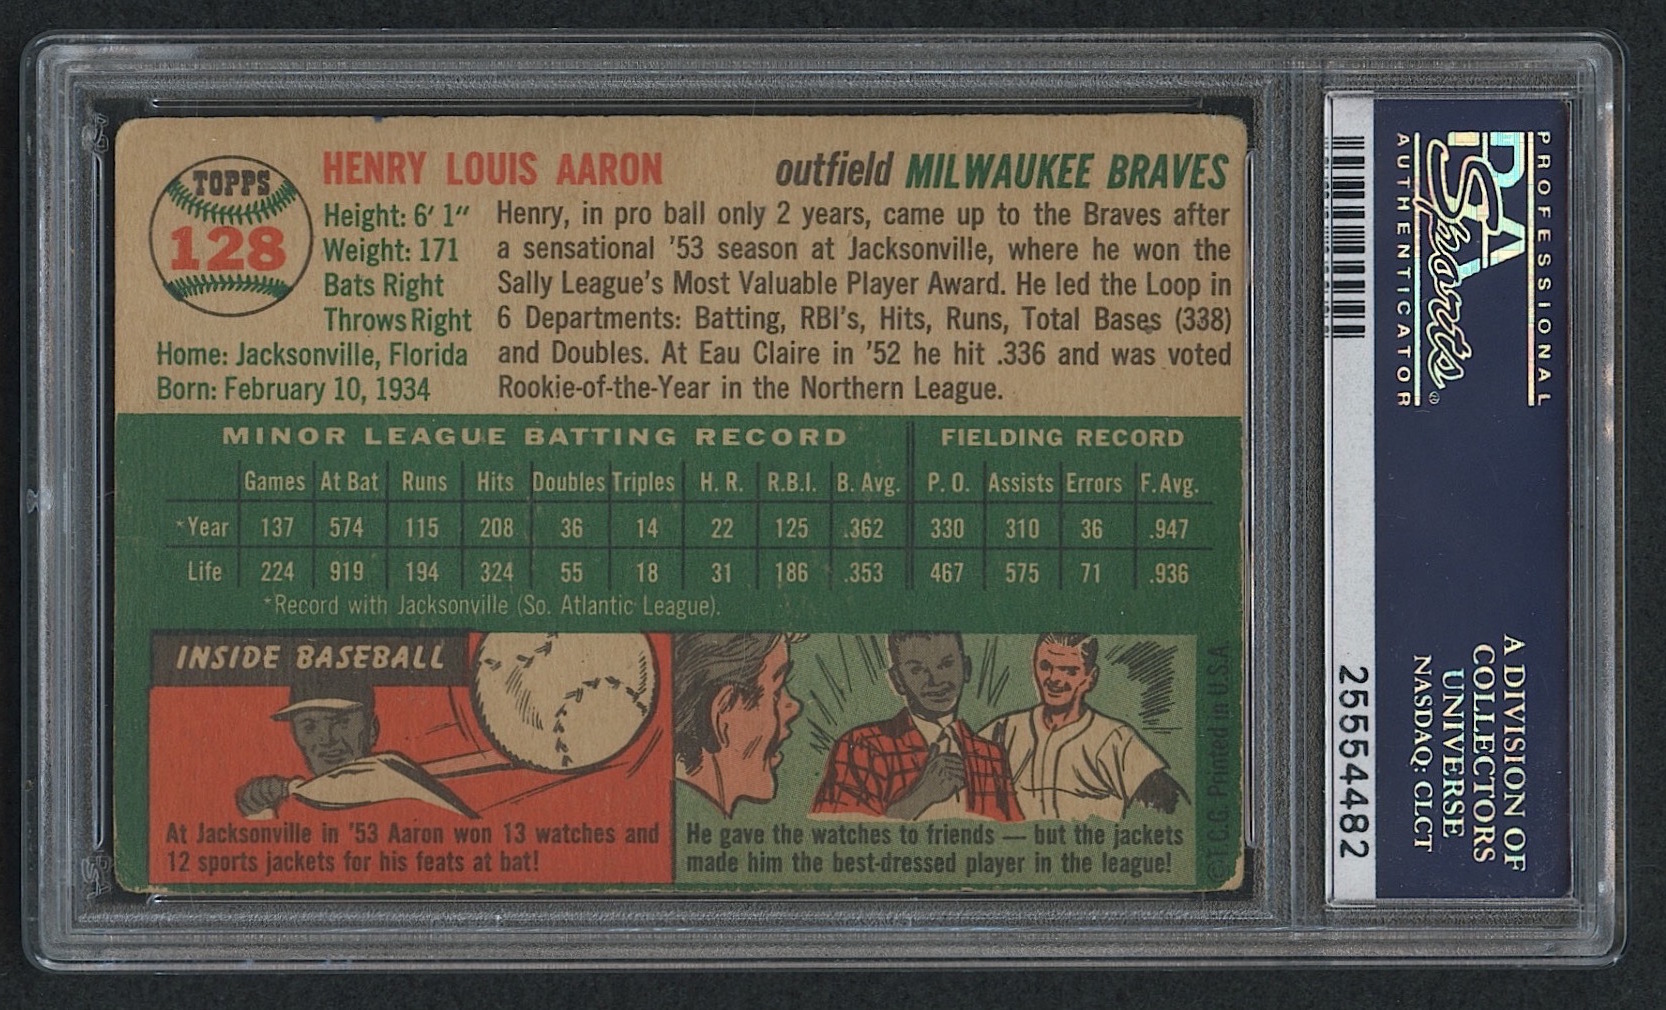 TOPPS
128
HENRY LOUIS AARON
outfield MILWAUKEE BRAVES
Height: 6' 1"
Weight: 171
Bats Right
Throws Right
Home: Jacksonville, Florida
Born: February 10, 1934
Henry, in pro ball only 2 years, came up to the Braves after
a sensational '53 season at Jacksonville, where he won the
Sally League's Most Valuable Player Award. He led the Loop in
6 Departments: Batting, RBI's, Hits, Runs, Total Bases (338)
and Doubles. At Eau Claire in '52 he hit .336 and was voted
Rookie-of-the-Year in the Northern League.
MINOR LEAGUE BATTING RECORD FIELDING RECORD
Games At Bat Runs Hits Doubles Triples H. R. R.B.I. B. Avg. P. O. Assists Errors F. Avg.
*Year 137 574 115 208 36 14 22 125 .362 330 310 36 .947
Life 224 919 194 324 55 18 31 186 .353 467 575 71 .936
*Record with Jacksonville (So. Atlantic League).
INSIDE BASEBALL
At Jacksonville in '53 Aaron won 13 watches and
12 sports jackets for his feats at bat!
He gave the watches to friends — but the jackets
made him the best-dressed player in the league!
©T.C.G. Printed in U.S.A
PROFESSIONAL
PSA
Sports®
AUTHENTICATOR
A DIVISION OF
COLLECTORS
UNIVERSE
NASDAQ: CLCT
25554482